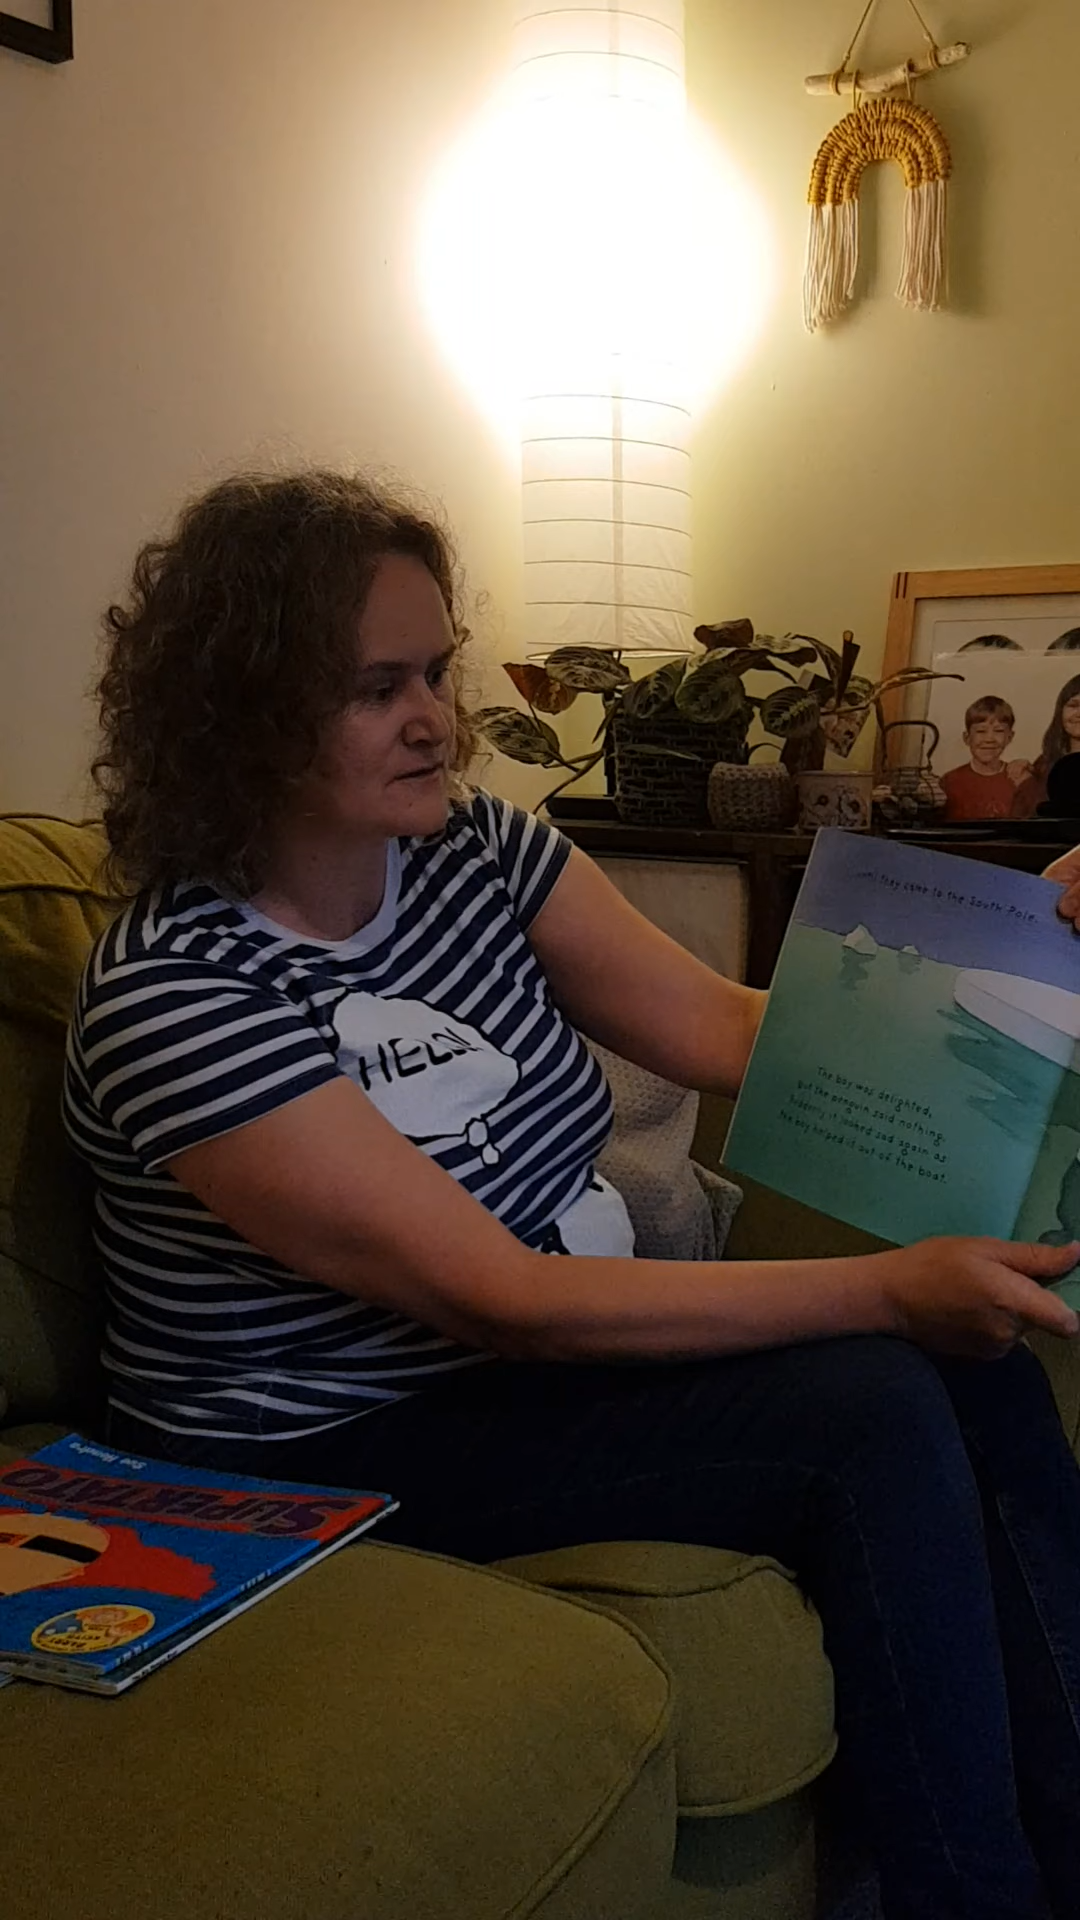 they came to the South Pole.
The boy was delighted,
but the penguin said nothing.
Suddenly it looked sad again as
the boy helped it out of the boat.
HELLO
Sue Hendra
SUPERTATO